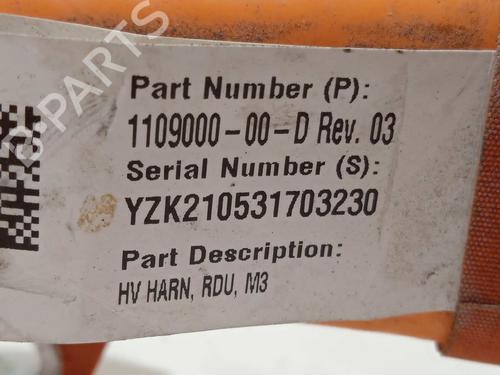 B-PARTS
Part Number (P):
1109000-00-D Rev. 03
Serial Number (S):
YZK210531703230
Part Description:
HV HARN, RDU, M3